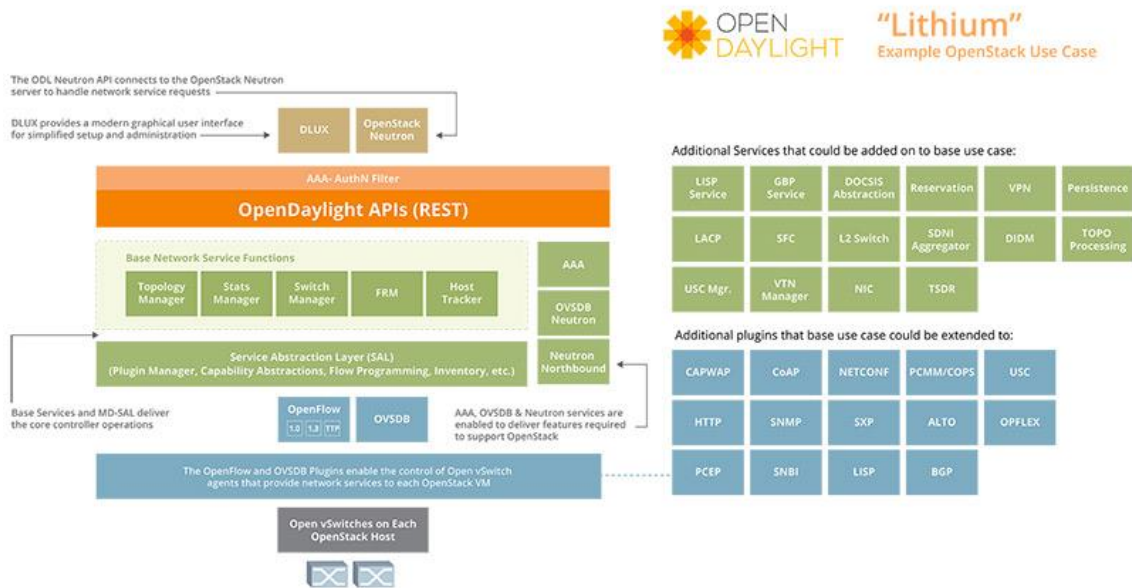 OPEN
DAYLIGHT
“Lithium”
Example OpenStack Use Case
The ODL Neutron API connects to the OpenStack Neutron
server to handle network service requests
DLUX provides a modern graphical user interface
for simplified setup and administration
DLUX
OpenStack
Neutron
AAA- AuthN Filter
OpenDaylight APIs (REST)
Base Network Service Functions
Topology
Manager
Stats
Manager
Switch
Manager
FRM
Host
Tracker
AAA
OVSDB
Neutron
Neutron
Northbound
Service Abstraction Layer (SAL)
(Plugin Manager, Capability Abstractions, Flow Programming, Inventory, etc.)
Base Services and MD-SAL deliver
the core controller operations
OpenFlow
1.0 1.3 TTP
OVSDB
AAA, OVSDB & Neutron services are
enabled to deliver features required
to support OpenStack
The OpenFlow and OVSDB Plugins enable the control of Open vSwitch
agents that provide network services to each OpenStack VM
Open vSwitches on Each
OpenStack Host
Additional Services that could be added on to base use case:
LISP
Service
GBP
Service
DOCSIS
Abstraction
Reservation
VPN
Persistence
LACP
SFC
L2 Switch
SDNI
Aggregator
DIDM
TOPO
Processing
USC Mgr.
VTN
Manager
NIC
TSDR
Additional plugins that base use case could be extended to:
CAPWAP
CoAP
NETCONF
PCMM/COPS
USC
HTTP
SNMP
SXP
ALTO
OPFLEX
PCEP
SNBI
LISP
BGP